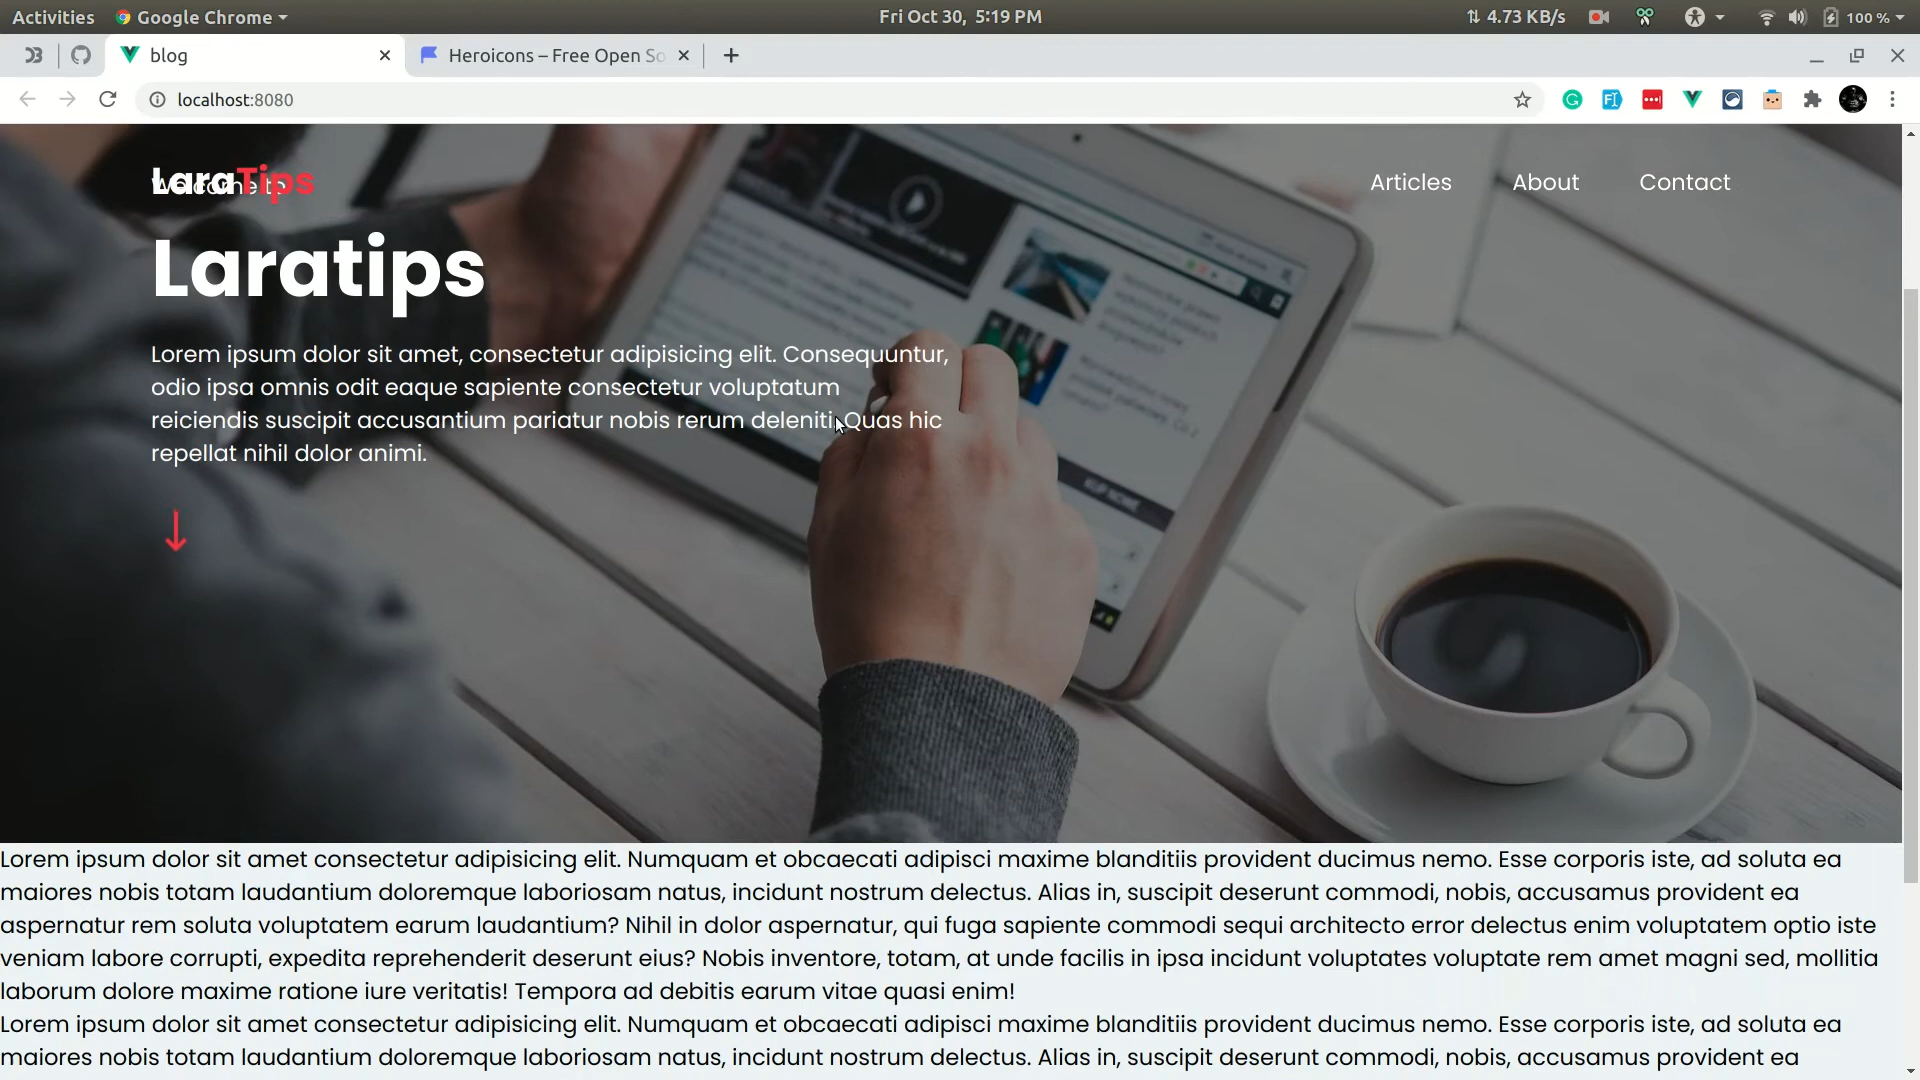 Activities Google Chrome Fri Oct 30, 5:19 PM 4.73 KB/s 100 %
blog Heroicons – Free Open So
localhost:8080
LaraTips Articles About Contact
Welcome to
Laratips
Lorem ipsum dolor sit amet, consectetur adipisicing elit. Consequuntur,
odio ipsa omnis odit eaque sapiente consectetur voluptatum
reiciendis suscipit accusantium pariatur nobis rerum deleniti. Quas hic
repellat nihil dolor animi.
Lorem ipsum dolor sit amet consectetur adipisicing elit. Numquam et obcaecati adipisci maxime blanditiis provident ducimus nemo. Esse corporis iste, ad soluta ea
maiores nobis totam laudantium doloremque laboriosam natus, incidunt nostrum delectus. Alias in, suscipit deserunt commodi, nobis, accusamus provident ea
aspernatur rem soluta voluptatem earum laudantium? Nihil in dolor aspernatur, qui fuga sapiente commodi sequi architecto error delectus enim voluptatem optio iste
veniam labore corrupti, expedita reprehenderit deserunt eius? Nobis inventore, totam, at unde facilis in ipsa incidunt voluptates voluptate rem amet magni sed, mollitia
laborum dolore maxime ratione iure veritatis! Tempora ad debitis earum vitae quasi enim!
Lorem ipsum dolor sit amet consectetur adipisicing elit. Numquam et obcaecati adipisci maxime blanditiis provident ducimus nemo. Esse corporis iste, ad soluta ea
maiores nobis totam laudantium doloremque laboriosam natus, incidunt nostrum delectus. Alias in, suscipit deserunt commodi, nobis, accusamus provident ea